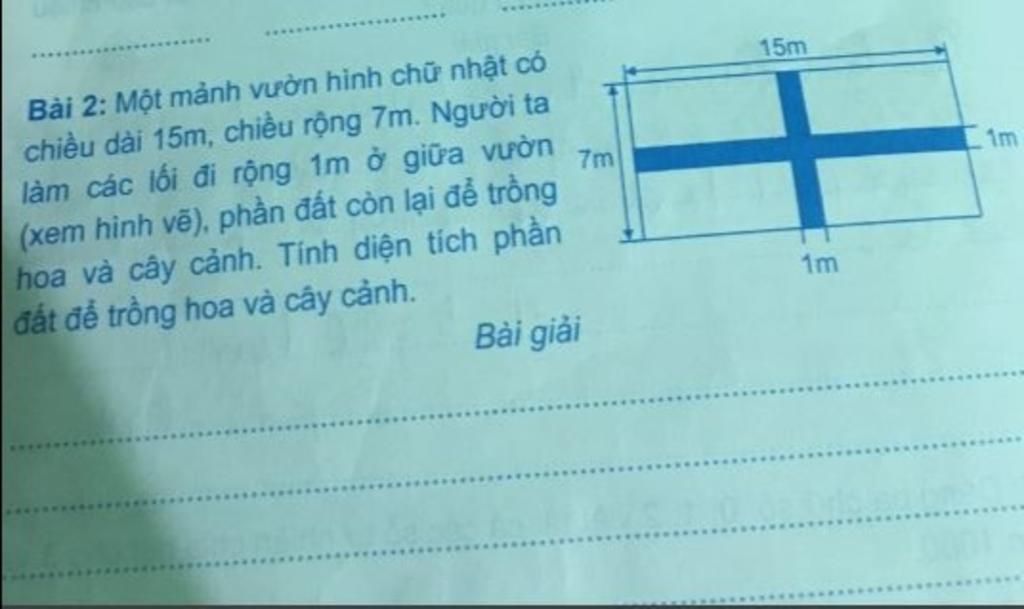 Bài 2: Một mảnh vườn hình chữ nhật có
chiều dài 15m, chiều rộng 7m. Người ta
làm các lối đi rộng 1m ở giữa vườn
(xem hình vẽ), phần đất còn lại để trồng
hoa và cây cảnh. Tính diện tích phần
đất để trồng hoa và cây cảnh.
15m
7m
1m
1m
Bài giải